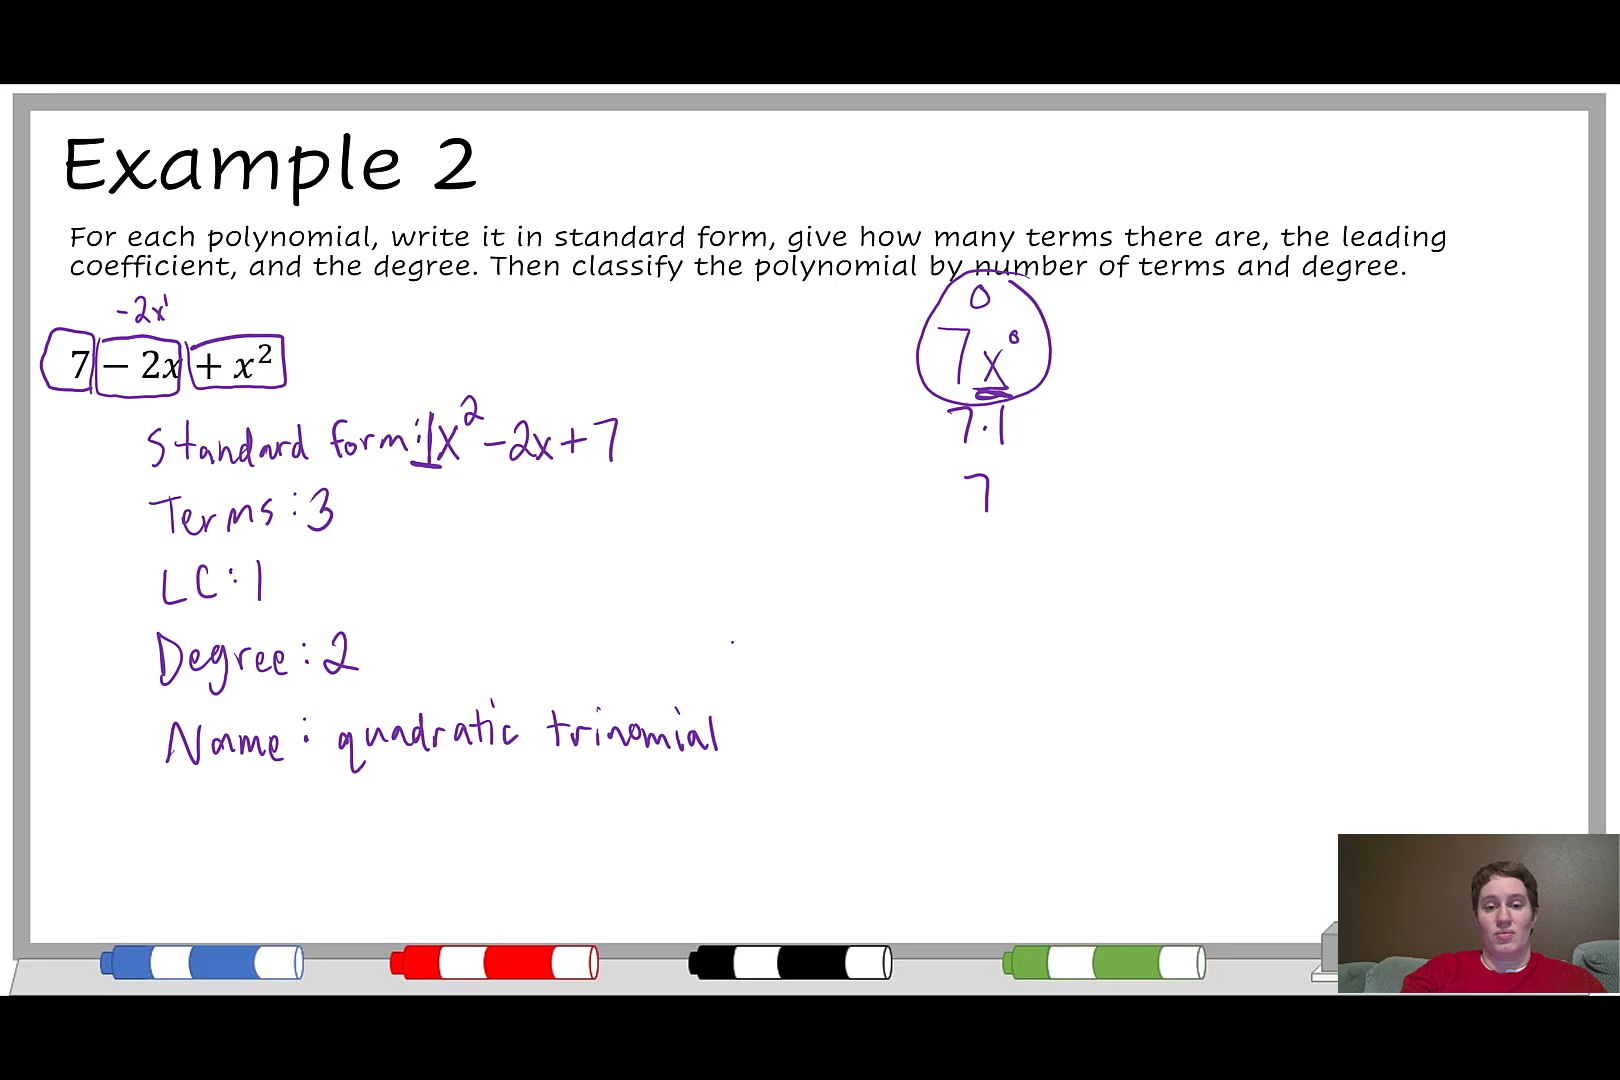 Example 2
For each polynomial, write it in standard form, give how many terms there are, the leading
coefficient, and the degree. Then classify the polynomial by number of terms and degree.
-2x¹
7 − 2x + x²
Standard form: 1x² - 2x + 7
Terms: 3
LC: 1
Degree: 2
Name: quadratic trinomial
0
7x⁰
7·1
7